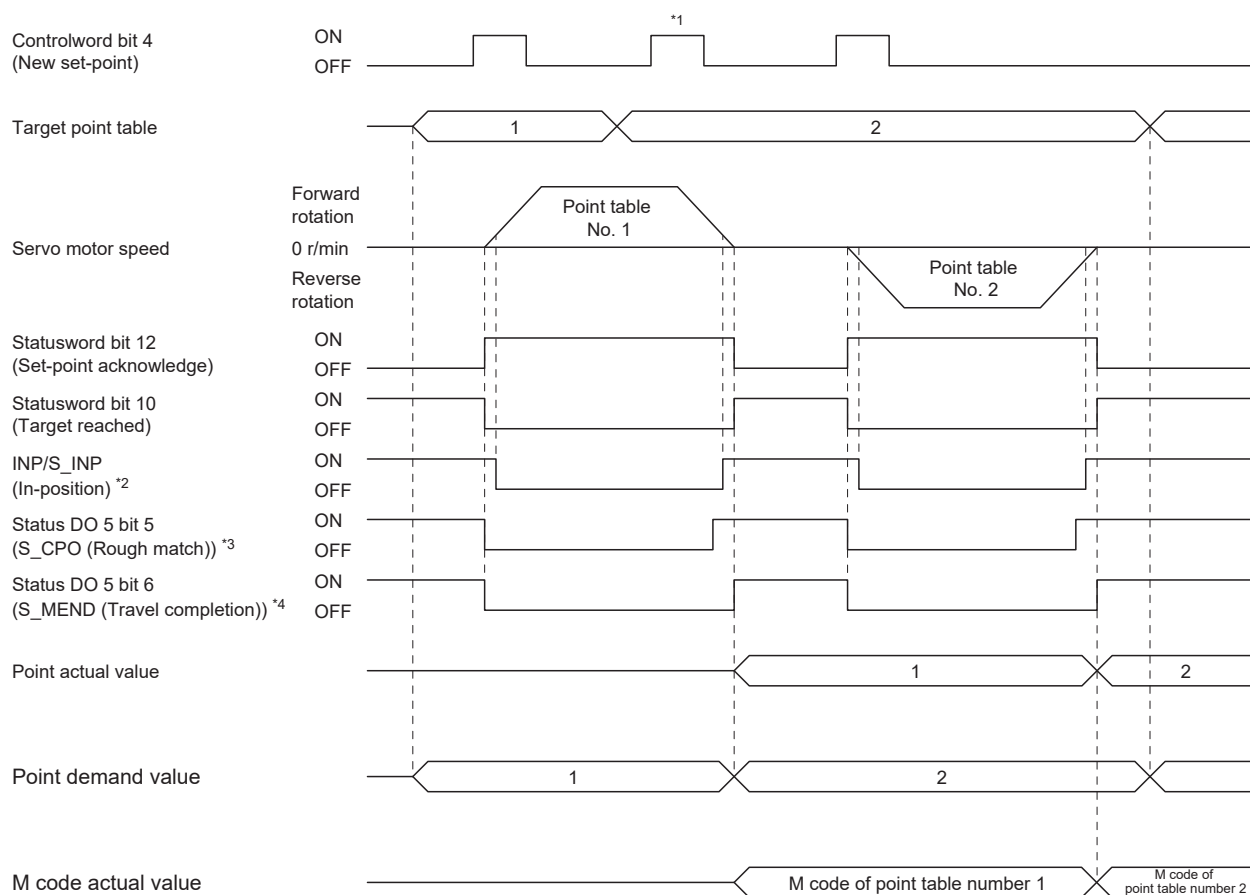 *1
Controlword bit 4
(New set-point)
ON
OFF
Target point table
1
2
Servo motor speed
Forward
rotation
0 r/min
Reverse
rotation
Point table
No. 1
Point table
No. 2
Statusword bit 12
(Set-point acknowledge)
ON
OFF
Statusword bit 10
(Target reached)
ON
OFF
INP/S_INP
(In-position) *2
ON
OFF
Status DO 5 bit 5
(S_CPO (Rough match)) *3
ON
OFF
Status DO 5 bit 6
(S_MEND (Travel completion)) *4
ON
OFF
Point actual value
1
2
Point demand value
1
2
M code actual value
M code of point table number 1
M code of
point table number 2